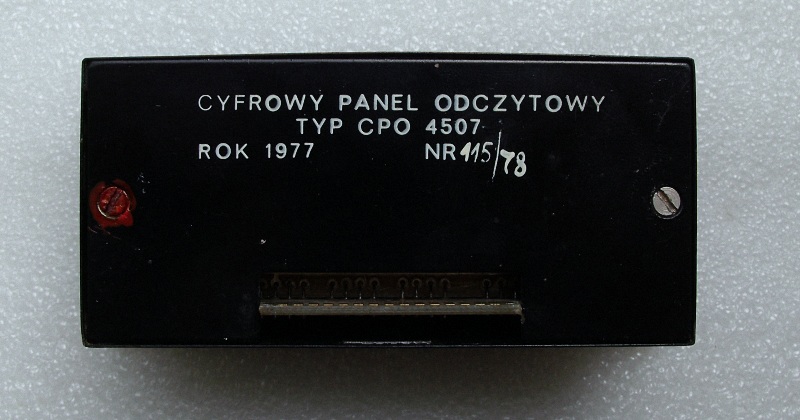 CYFROWY PANEL ODCZYTOWY
TYP CPO 4507
ROK 1977 NR 115/78